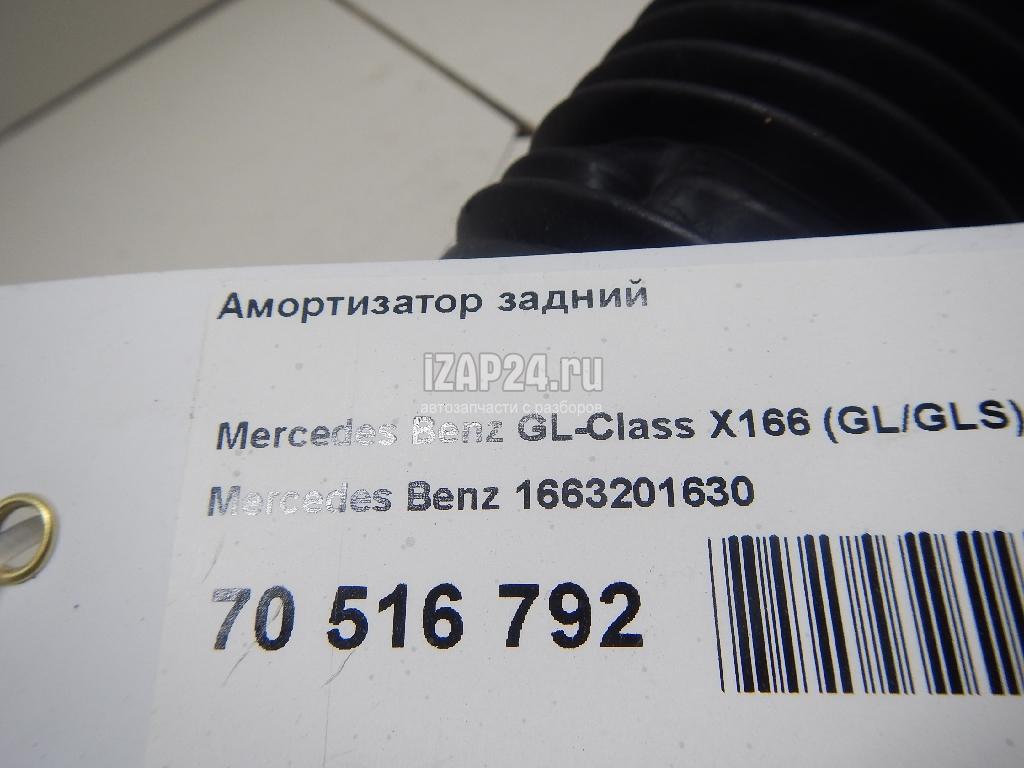 Амортизатор задний
iZAP24.ru
автозапчасти с разборов
Mercedes Benz GL-Class X166 (GL/GLS)
Mercedes Benz 1663201630
70 516 792